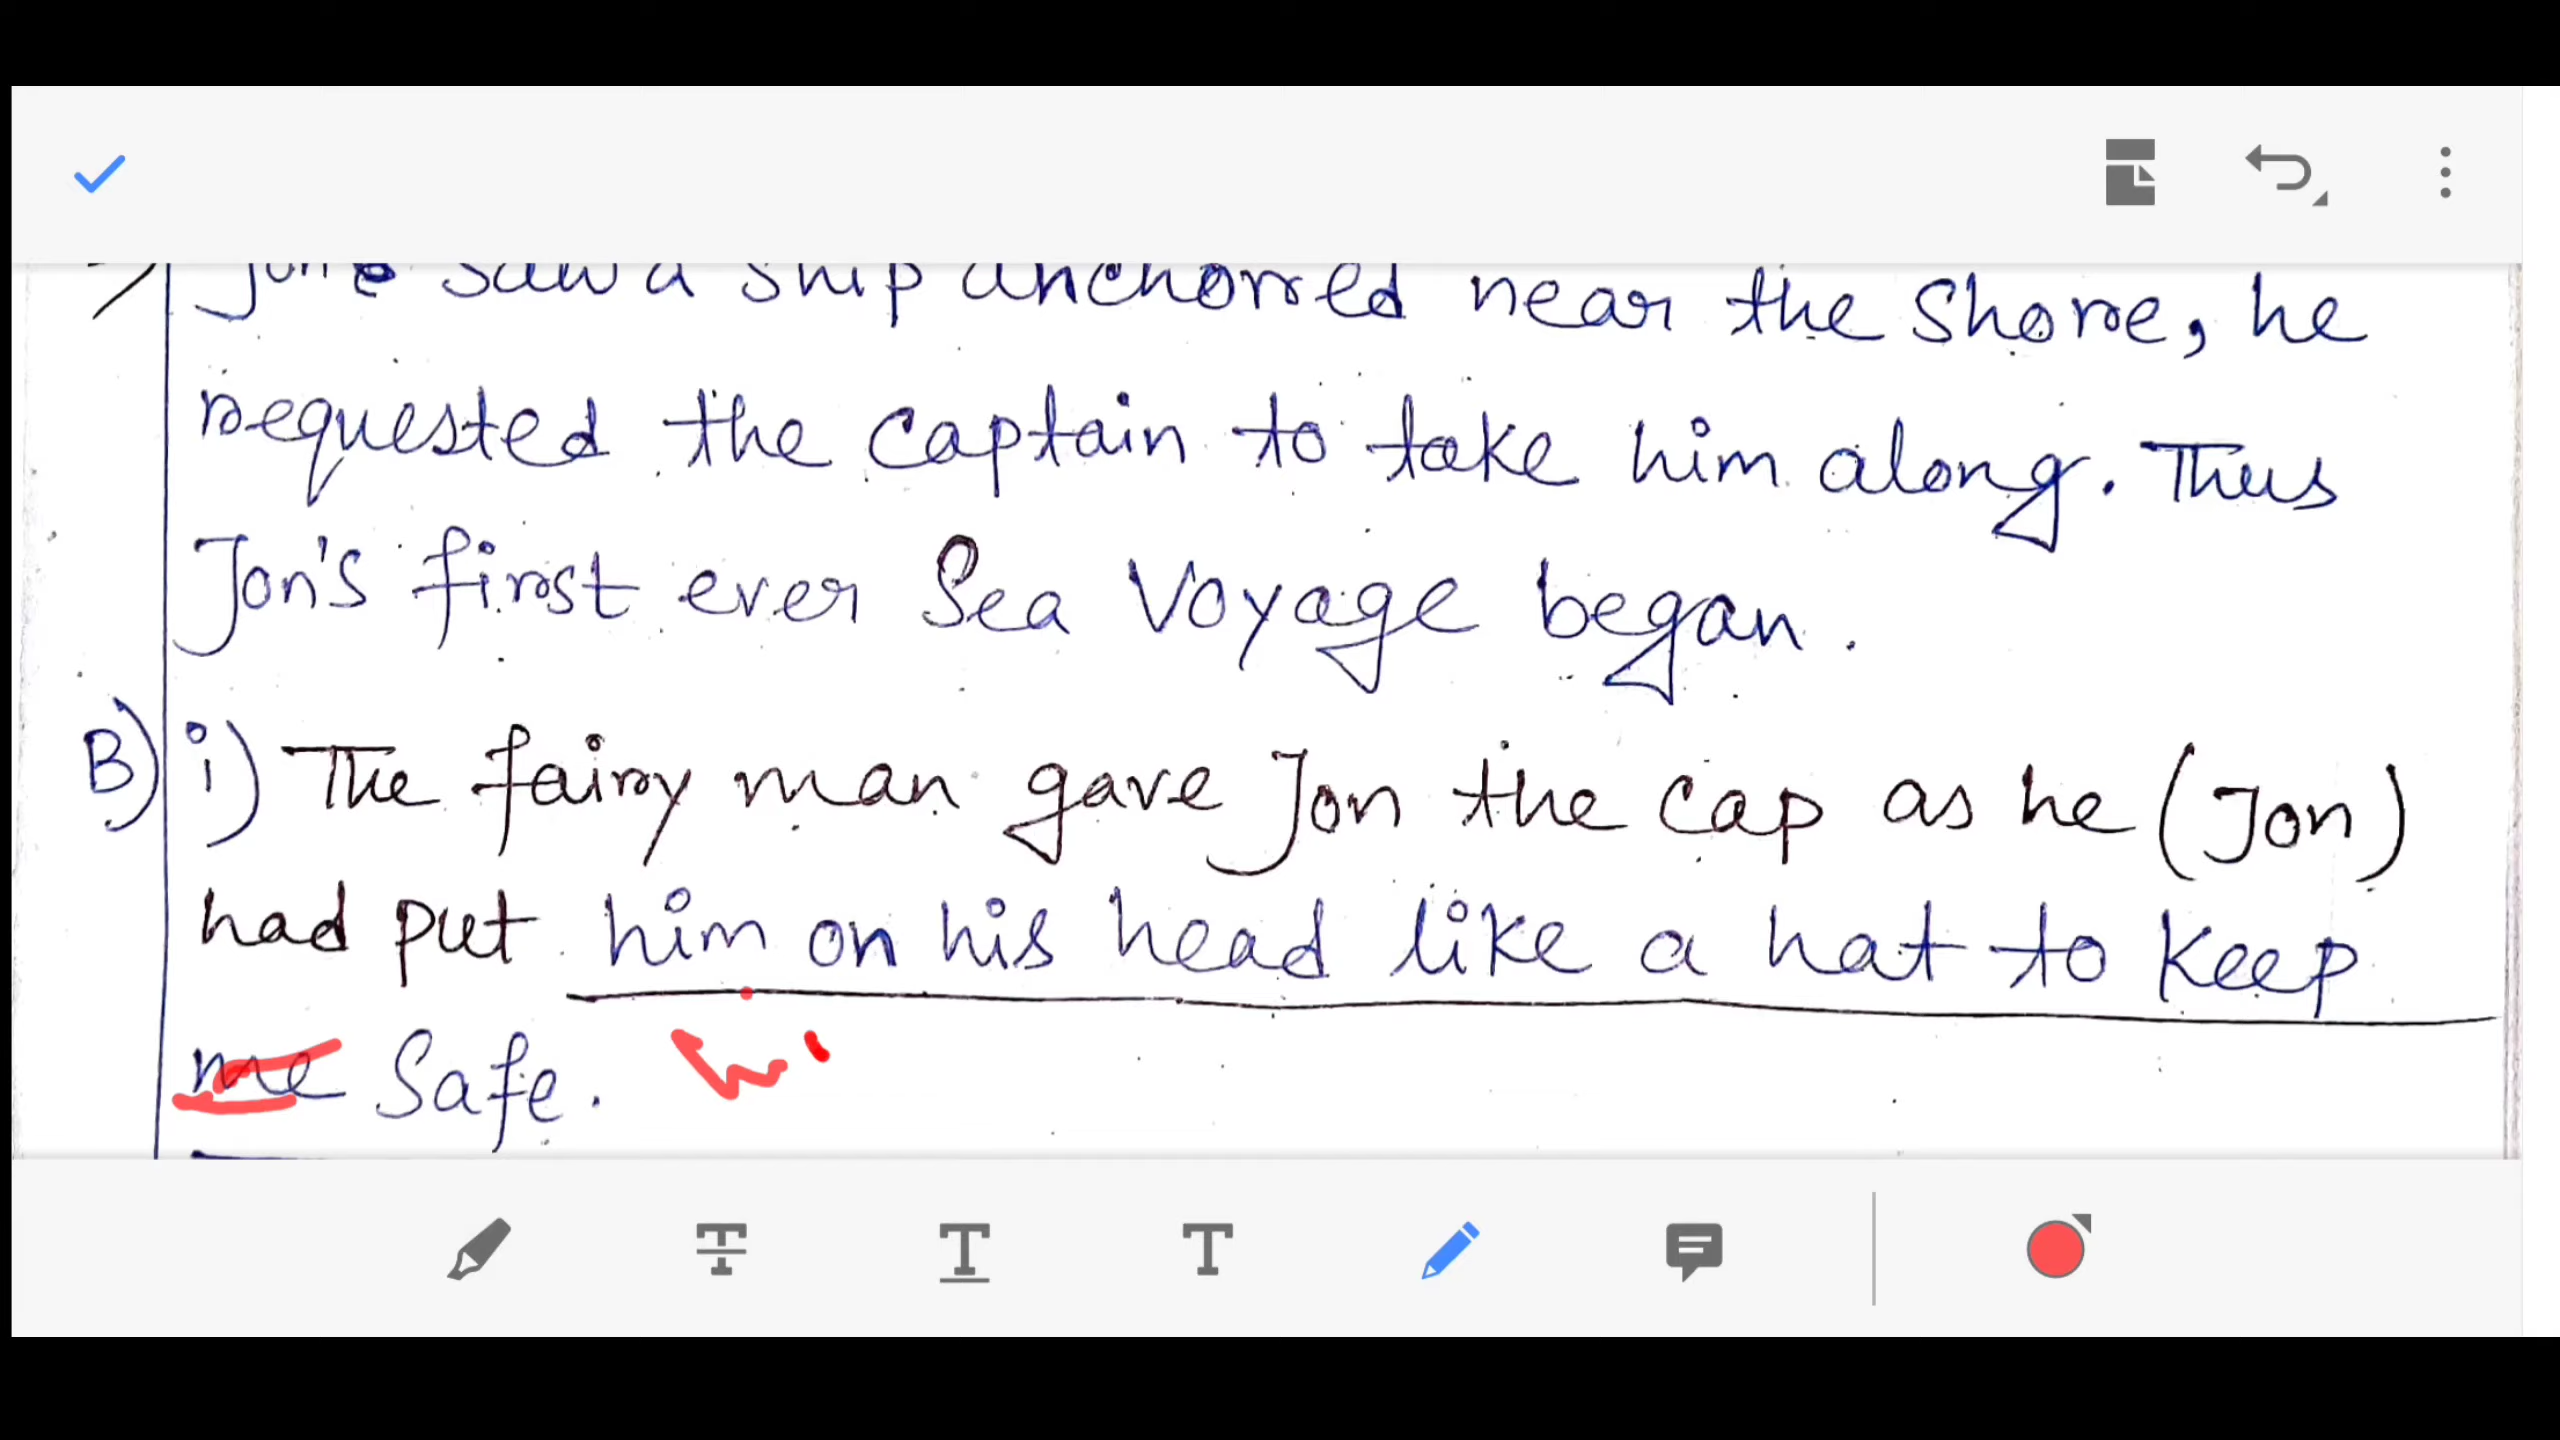 Jon saw a ship anchored near the shore, he
requested the captain to take him along. Thus
Jon's first ever Sea Voyage began.
B) i) The fairy man gave Jon the cap as he (Jon)
had put him on his head like a hat to keep
me Safe.